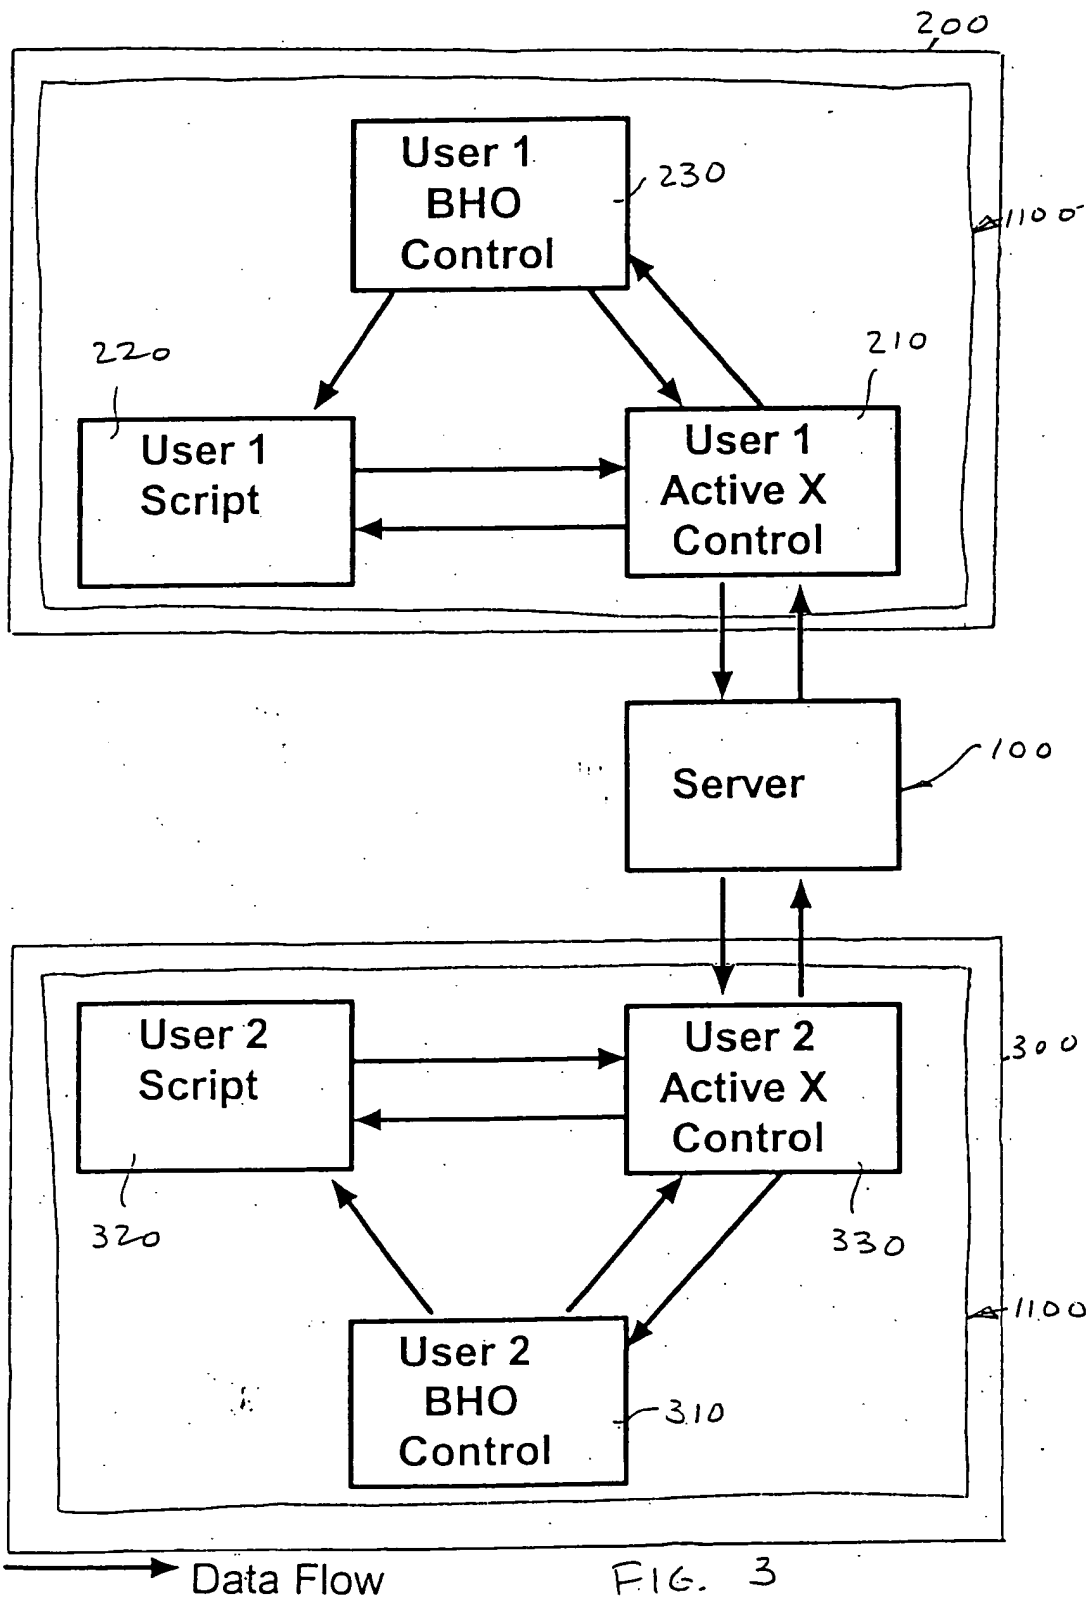 200
User 1
BHO
Control
230
1100
220
210
User 1
Script
User 1
Active X
Control
Server
100
User 2
Script
User 2
Active X
Control
300
320
330
1100
User 2
BHO
Control
310
Data Flow
FIG. 3